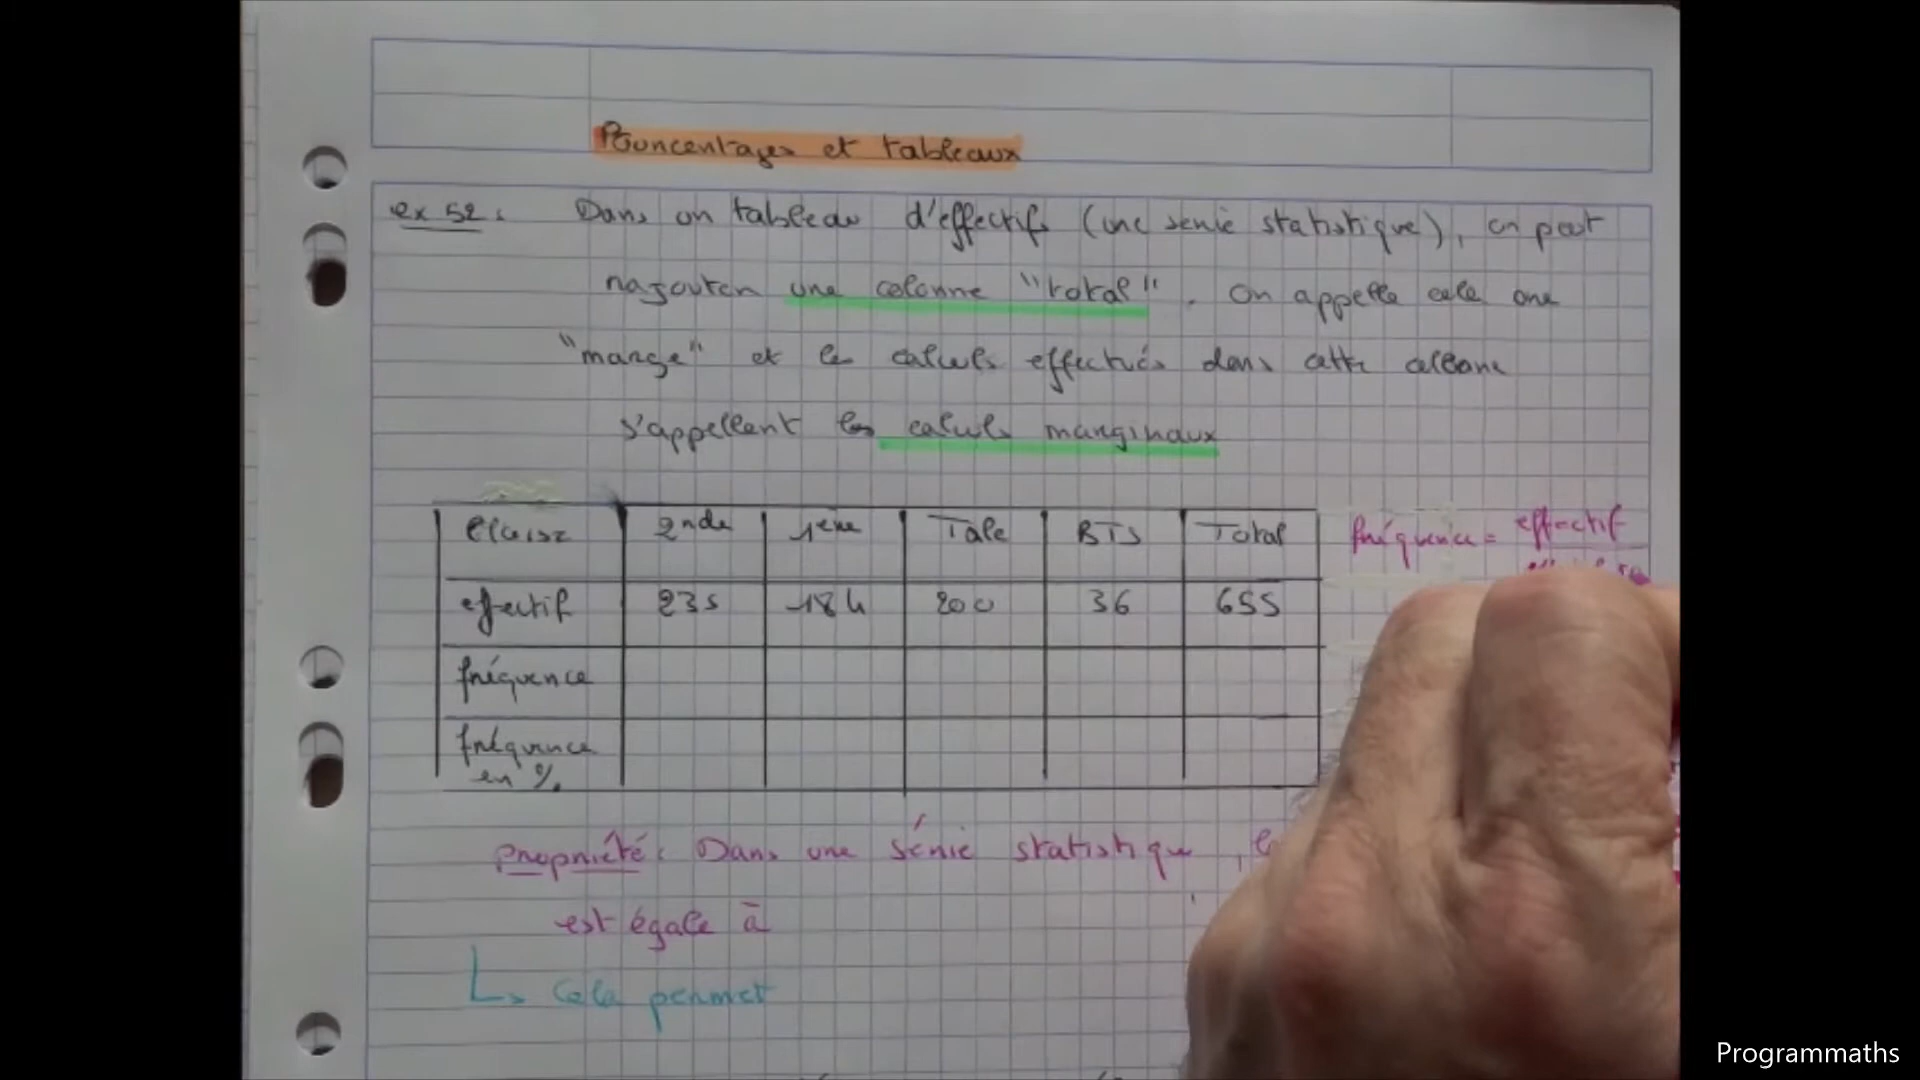 Pourcentages et tableaux
ex 52 : Dans un tableau d'effectifs (une série statistique), on peut
rajouter une colonne "total". On appelle cela une
"marge" et les calculs effectués dans cette colonne
s'appellent les calculs marginaux
Classe 2nde 1ère Tale BTS Total
fréquence = effectif
effectif 235 184 200 36 655
fréquence
fréquence en %
propriété : Dans une série statistique,
est égale à
↳ Cela permet
Programmaths